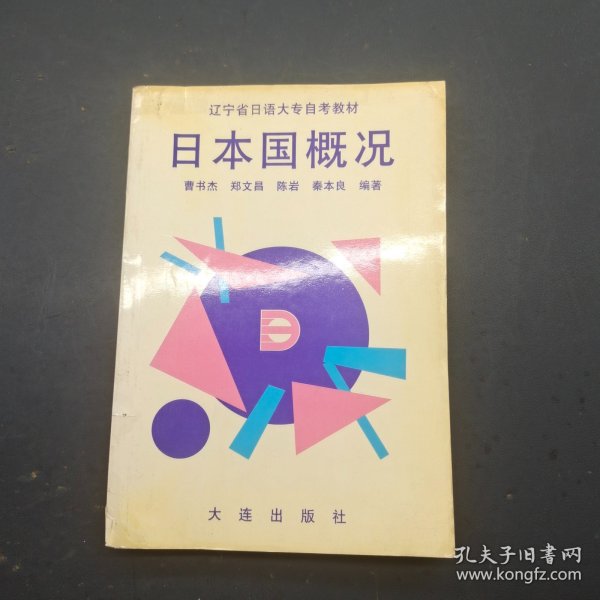 辽宁省日语大专自考教材
日本国概况
曹书杰 郑文昌 陈岩 秦本良 编著
大连出版社
孔夫子旧书网
www.kongfz.com